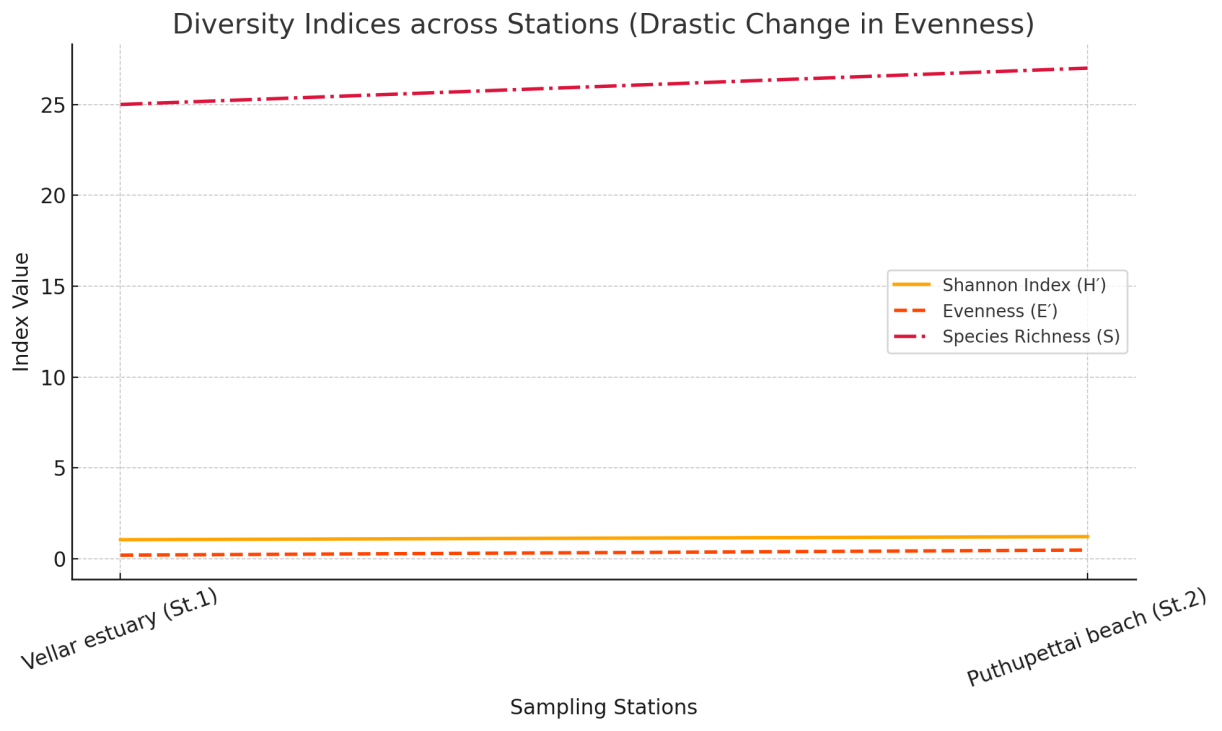 Diversity Indices across Stations (Drastic Change in Evenness)
Index Value
25
20
15
10
5
0
Shannon Index (H′)
Evenness (E′)
Species Richness (S)
Vellar estuary (St.1)
Puthupettai beach (St.2)
Sampling Stations